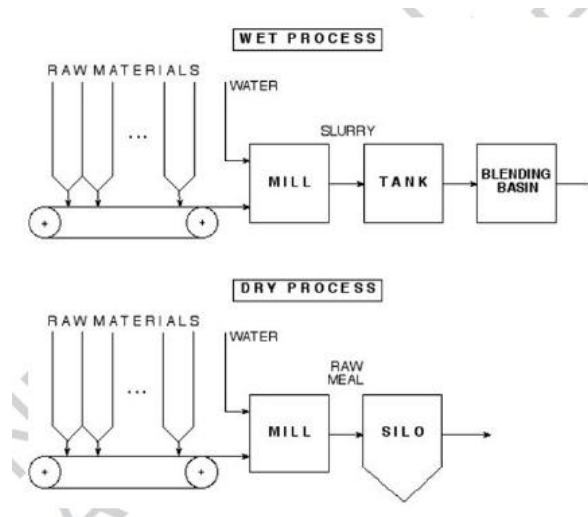 WET PROCESS
RAW MATERIALS
WATER
...
SLURRY
MILL
TANK
BLENDING
BASIN
+
+
DRY PROCESS
RAW MATERIALS
WATER
...
RAW
MEAL
MILL
SILO
+
+